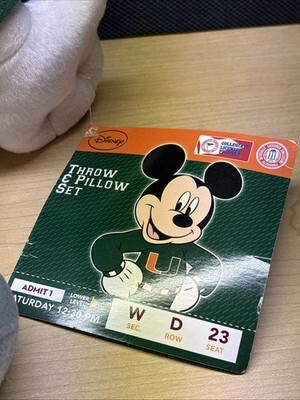 Disney
THROW
& PILLOW
SET
U
ADMIT 1
LOWER
LEVEL
ATURDAY 12:30 PM
W D 23
SEC. ROW SEAT